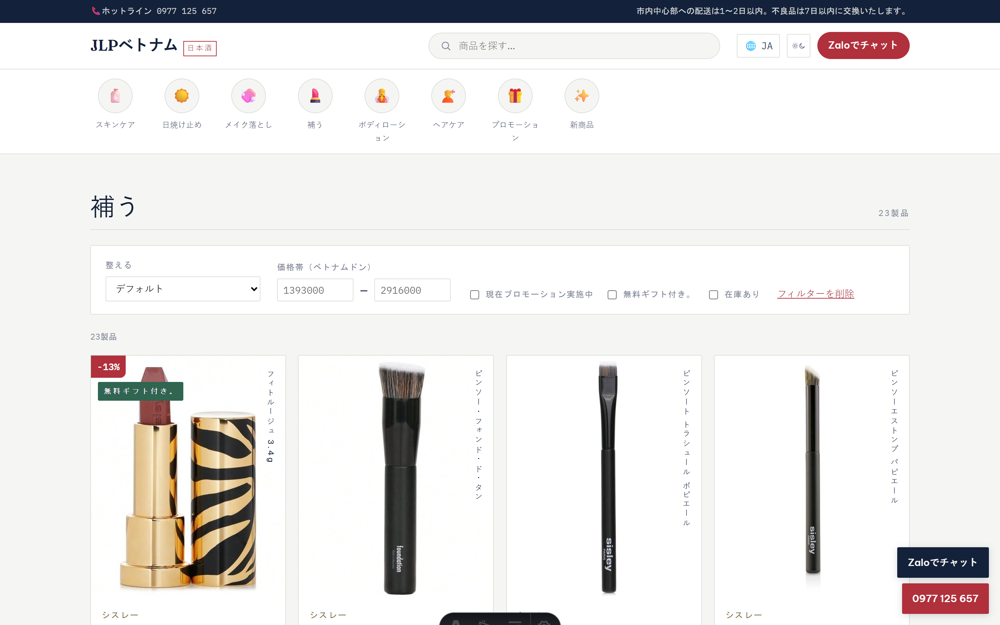 ホットライン 0977 125 657
市内中心部への配送は1～2日以内。不良品は7日以内に交換いたします。
JLPベトナム
日本酒
商品を探す...
JA
Zaloでチャット
スキンケア
日焼け止め
メイク落とし
補う
ボディローシ
ョン
ヘアケア
プロモーショ
ン
新商品
補う
23製品
整える
デフォルト
価格帯（ベトナムドン）
1393000
—
2916000
現在プロモーション実施中
無料ギフト付き。
在庫あり
フィルターを削除
23製品
-13%
無料ギフト付き。
フィトルージュ 3.4g
sisley
シスレー
ピンソー・フォンド・ド・タン
foundation
シスレー
ピンソート トラシュール ポピエール
sisley
PARIS
ピンソーエストンプ パピエール
sisley
PARIS
シスレー
Zaloでチャット
0977 125 657